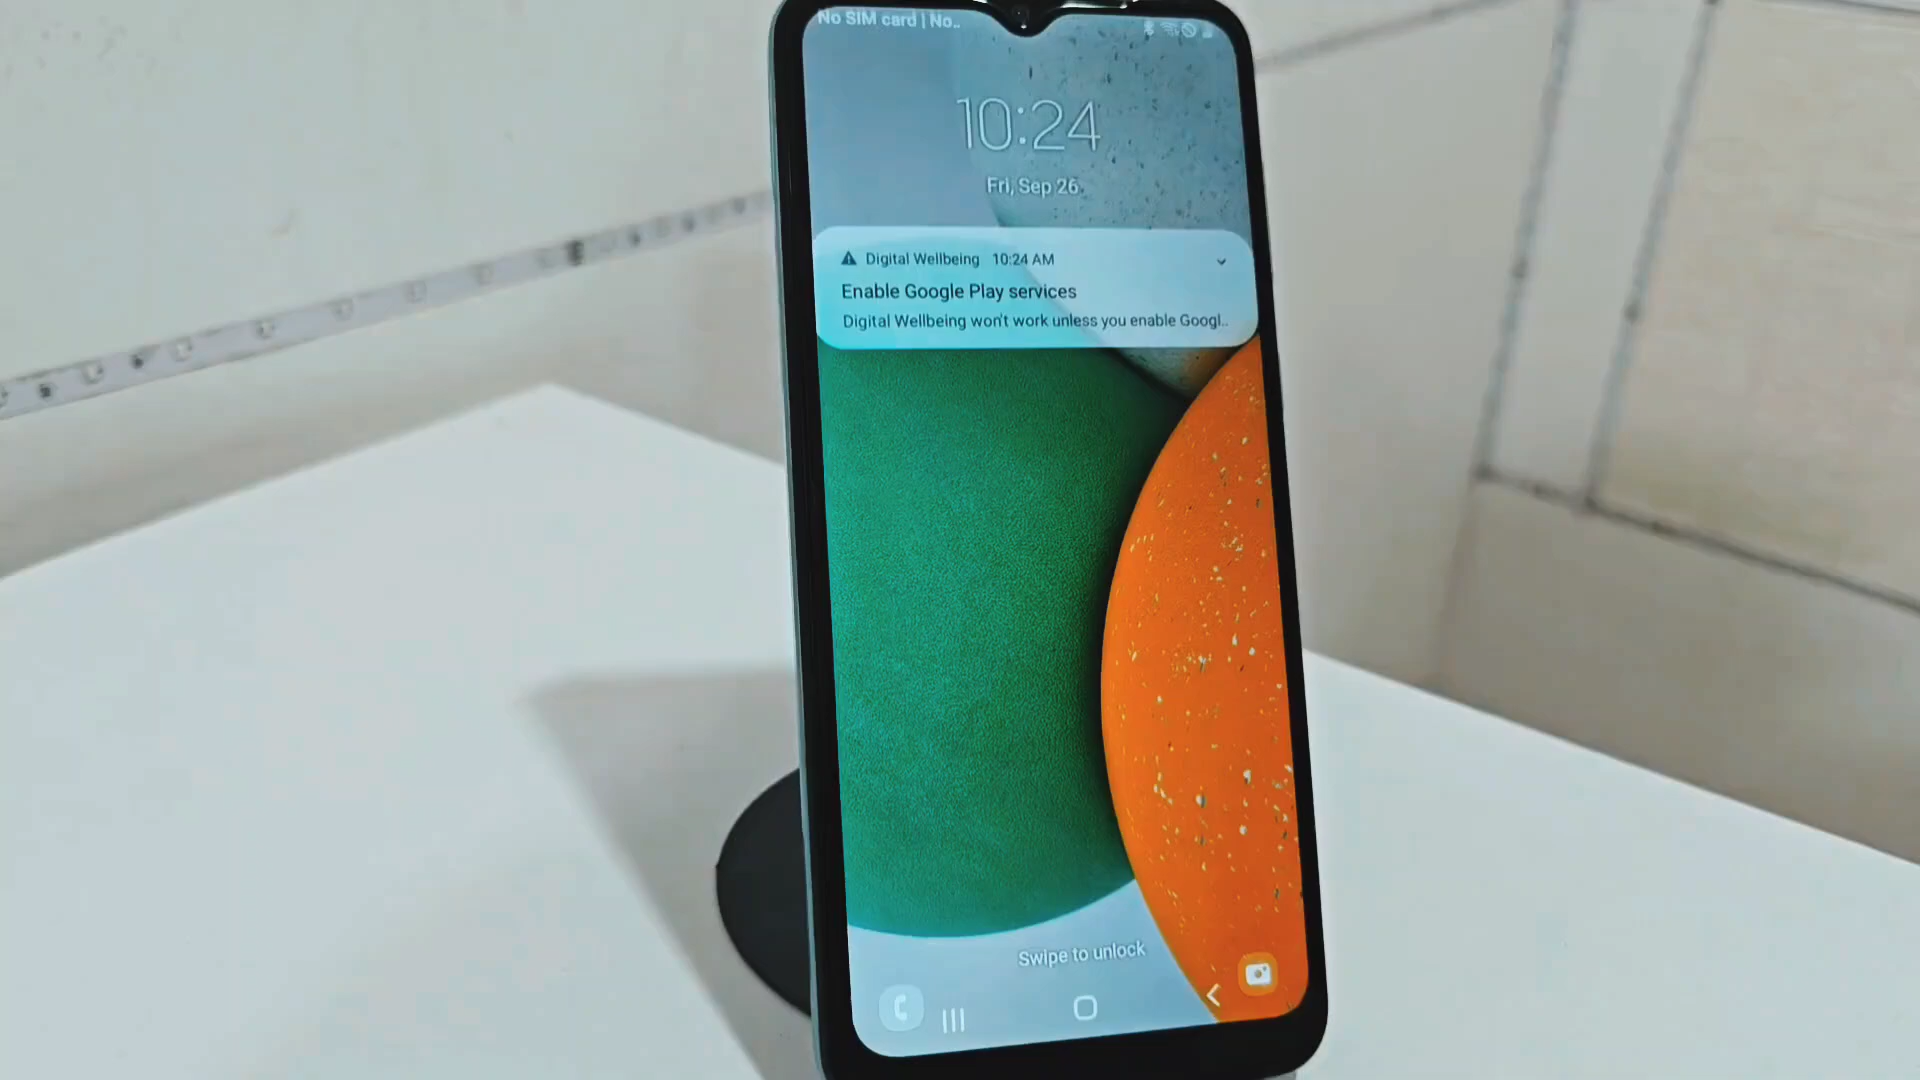 No SIM card | No..
10:24
Fri, Sep 26
Digital Wellbeing 10:24 AM
Enable Google Play services
Digital Wellbeing won't work unless you enable Googl..
Swipe to unlock